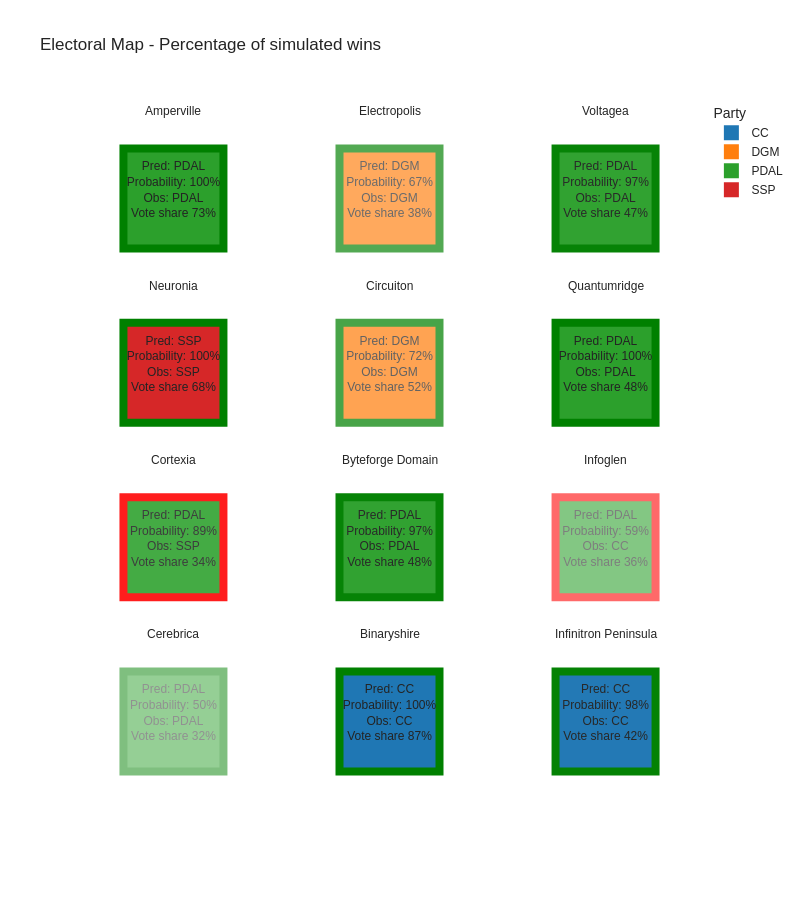 Electoral Map - Percentage of simulated wins
Amperville
Pred: PDAL
Probability: 100%
Obs: PDAL
Vote share 73%
Electropolis
Pred: DGM
Probability: 67%
Obs: DGM
Vote share 38%
Voltagea
Pred: PDAL
Probability: 97%
Obs: PDAL
Vote share 47%
Party
CC
DGM
PDAL
SSP
Neuronia
Pred: SSP
Probability: 100%
Obs: SSP
Vote share 68%
Circuiton
Pred: DGM
Probability: 72%
Obs: DGM
Vote share 52%
Quantumridge
Pred: PDAL
Probability: 100%
Obs: PDAL
Vote share 48%
Cortexia
Pred: PDAL
Probability: 89%
Obs: SSP
Vote share 34%
Byteforge Domain
Pred: PDAL
Probability: 97%
Obs: PDAL
Vote share 48%
Infoglen
Pred: PDAL
Probability: 59%
Obs: CC
Vote share 36%
Cerebrica
Pred: PDAL
Probability: 50%
Obs: PDAL
Vote share 32%
Binaryshire
Pred: CC
Probability: 100%
Obs: CC
Vote share 87%
Infinitron Peninsula
Pred: CC
Probability: 98%
Obs: CC
Vote share 42%